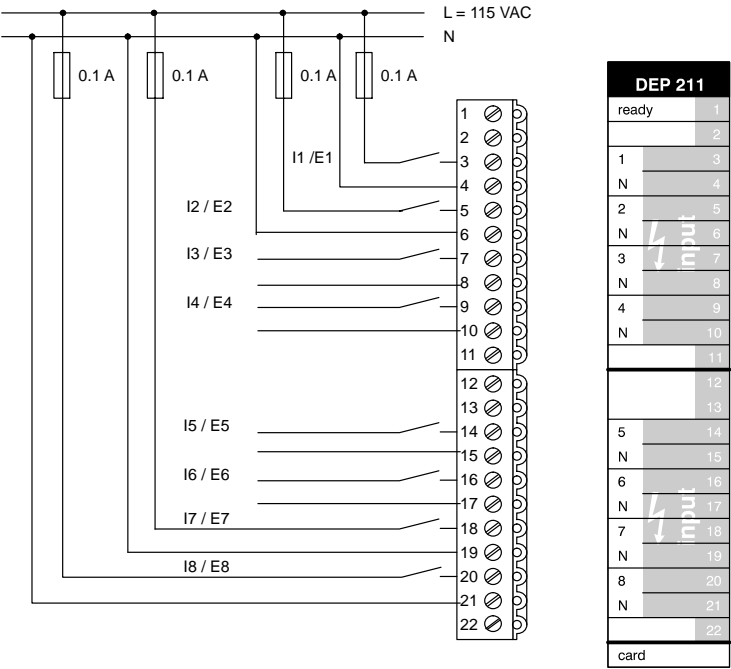 L = 115 VAC
N
0.1 A
0.1 A
0.1 A
0.1 A
I1 /E1
I2 / E2
I3 / E3
I4 / E4
I5 / E5
I6 / E6
I7 / E7
I8 / E8
1
2
3
4
5
6
7
8
9
10
11
12
13
14
15
16
17
18
19
20
21
22
DEP 211
ready 1
2
1 3
N 4
2 5
N 6
3 7
N 8
4 9
N 10
input
11
12
13
5 14
N 15
6 16
N 17
7 18
N 19
8 20
N 21
input
22
card